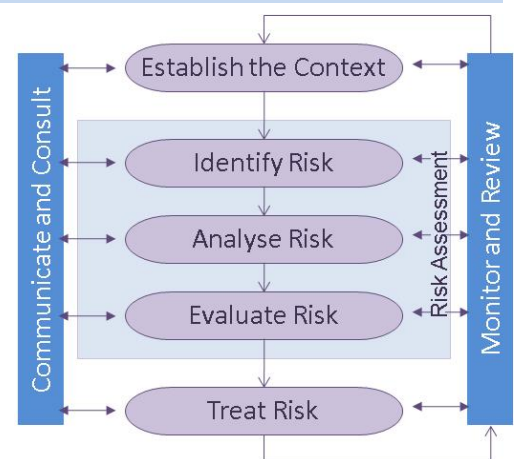 Establish the Context
Communicate and Consult
Identify Risk
Analyse Risk
Evaluate Risk
Risk Assessment
Monitor and Review
Treat Risk